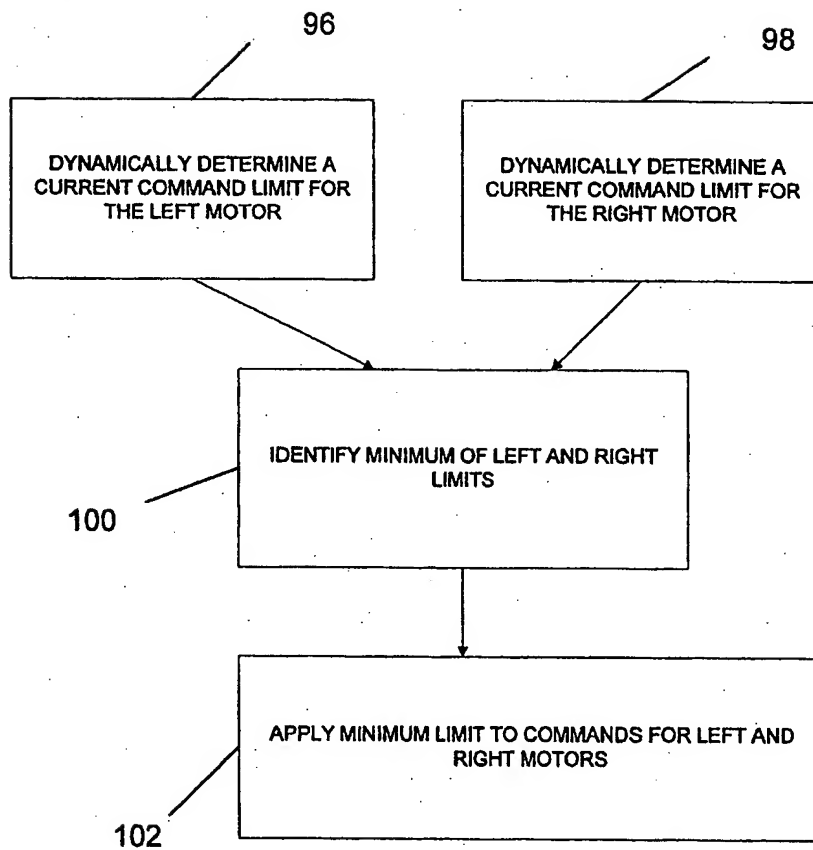 96
98
DYNAMICALLY DETERMINE A
CURRENT COMMAND LIMIT FOR
THE LEFT MOTOR
DYNAMICALLY DETERMINE A
CURRENT COMMAND LIMIT FOR
THE RIGHT MOTOR
IDENTIFY MINIMUM OF LEFT AND RIGHT
LIMITS
100
APPLY MINIMUM LIMIT TO COMMANDS FOR LEFT AND
RIGHT MOTORS
102